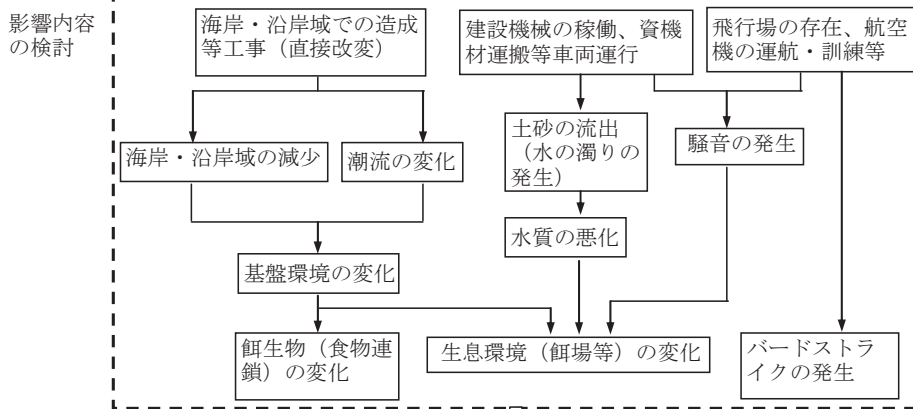 影響内容
の検討
海岸・沿岸域での造成
等工事（直接改変）
建設機械の稼働、資機
材運搬等車両運行
飛行場の存在、航空
機の運航・訓練等
海岸・沿岸域の減少
潮流の変化
土砂の流出
（水の濁りの
発生）
騒音の発生
水質の悪化
基盤環境の変化
餌生物（食物連
鎖）の変化
生息環境（餌場等）の変化
バードストラ
イクの発生